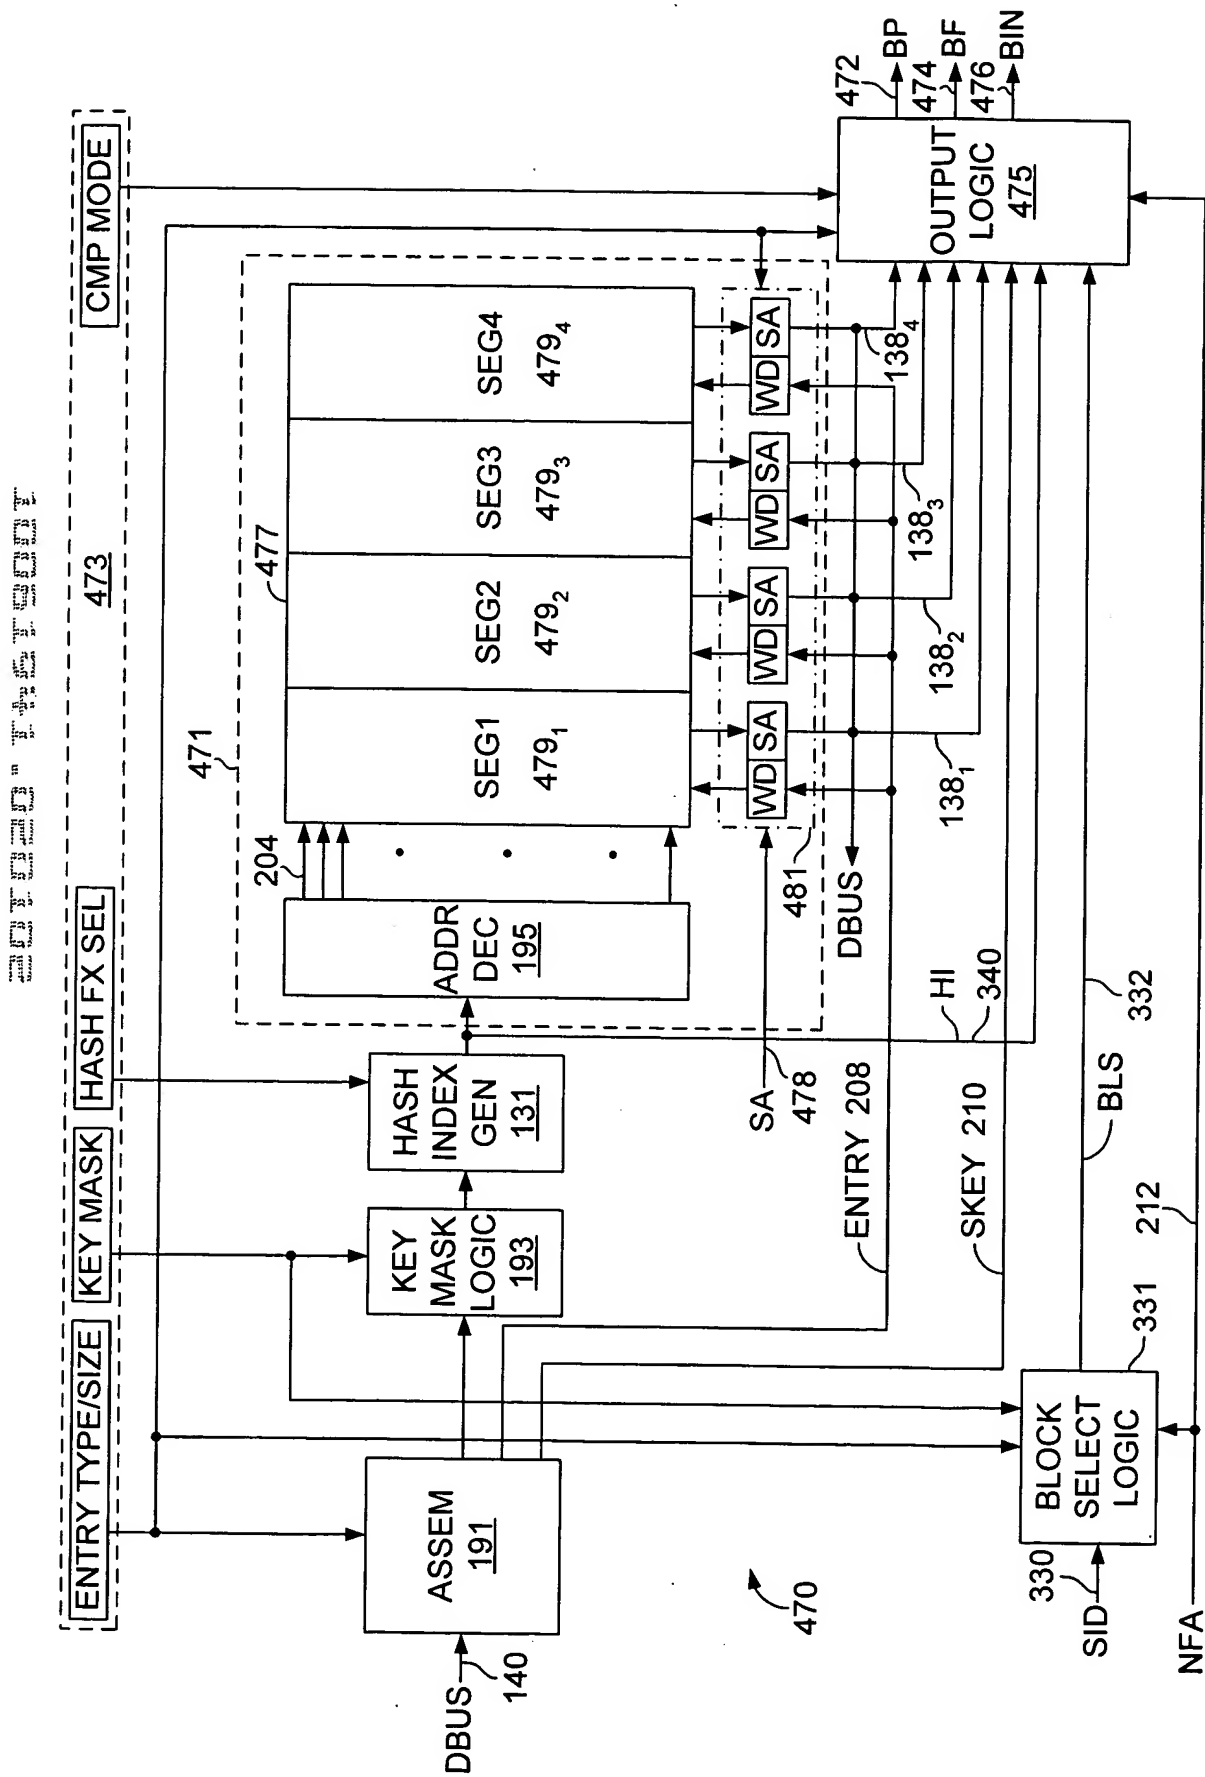 ENTRY TYPE/SIZE
KEY MASK
HASH FX SEL
473
CMP MODE
471
477
204
SEG1
479₁
SEG2
479₂
SEG3
479₃
SEG4
479₄
ADDR
DEC
195
HASH
INDEX
GEN
131
KEY
MASK
LOGIC
193
ASSEM
191
DBUS
140
WD SA
WD SA
WD SA
WD SA
481
SA
478
DBUS
138₁
138₂
138₃
138₄
HI
340
ENTRY 208
SKEY 210
OUTPUT
LOGIC
475
472
BP
474
BF
476
BIN
BLS
332
BLOCK
SELECT
LOGIC
331
SID
330
NFA
212
470
10051941.020102